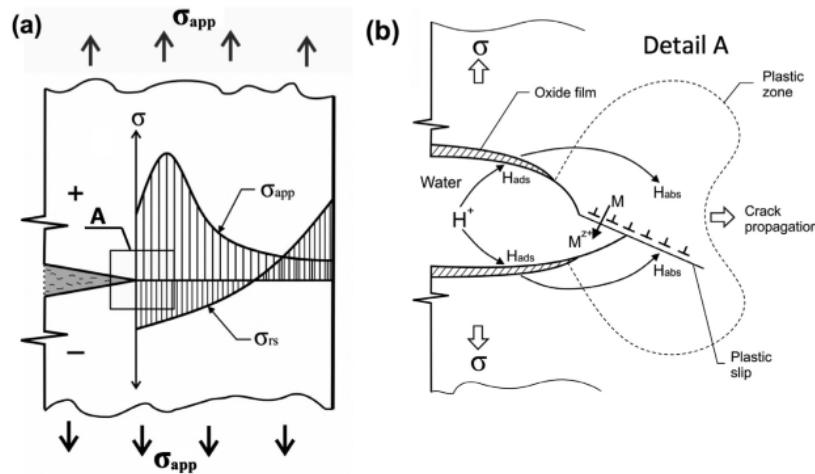 (a)
σapp
σ
+
A
σapp
−
σrs
σapp
(b)
Detail A
σ
Plastic
zone
Oxide film
Water
Hads
Habs
H+
M
Mz+
Crack
propagation
Hads
Habs
σ
Plastic
slip